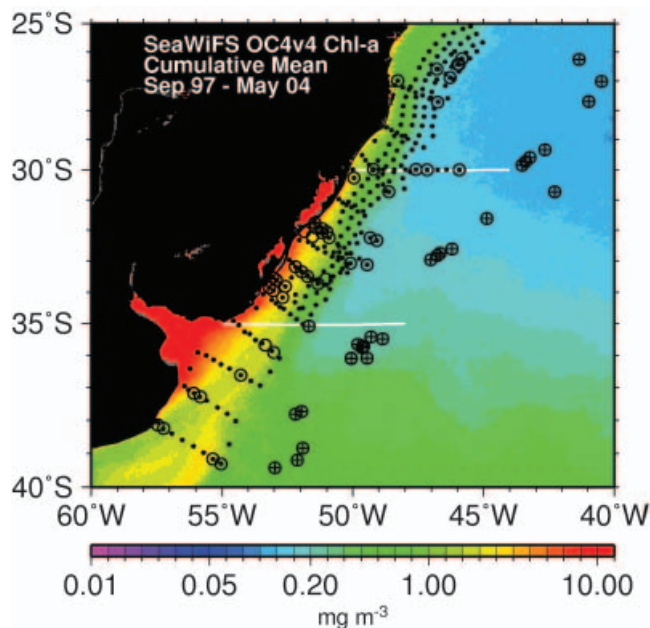 25°S
SeaWiFS OC4v4 Chl-a
Cumulative Mean
Sep 97 - May 04
30°S
35°S
40°S
60°W 55°W 50°W 45°W 40°W
0.01 0.05 0.20 1.00 10.00
mg m-3